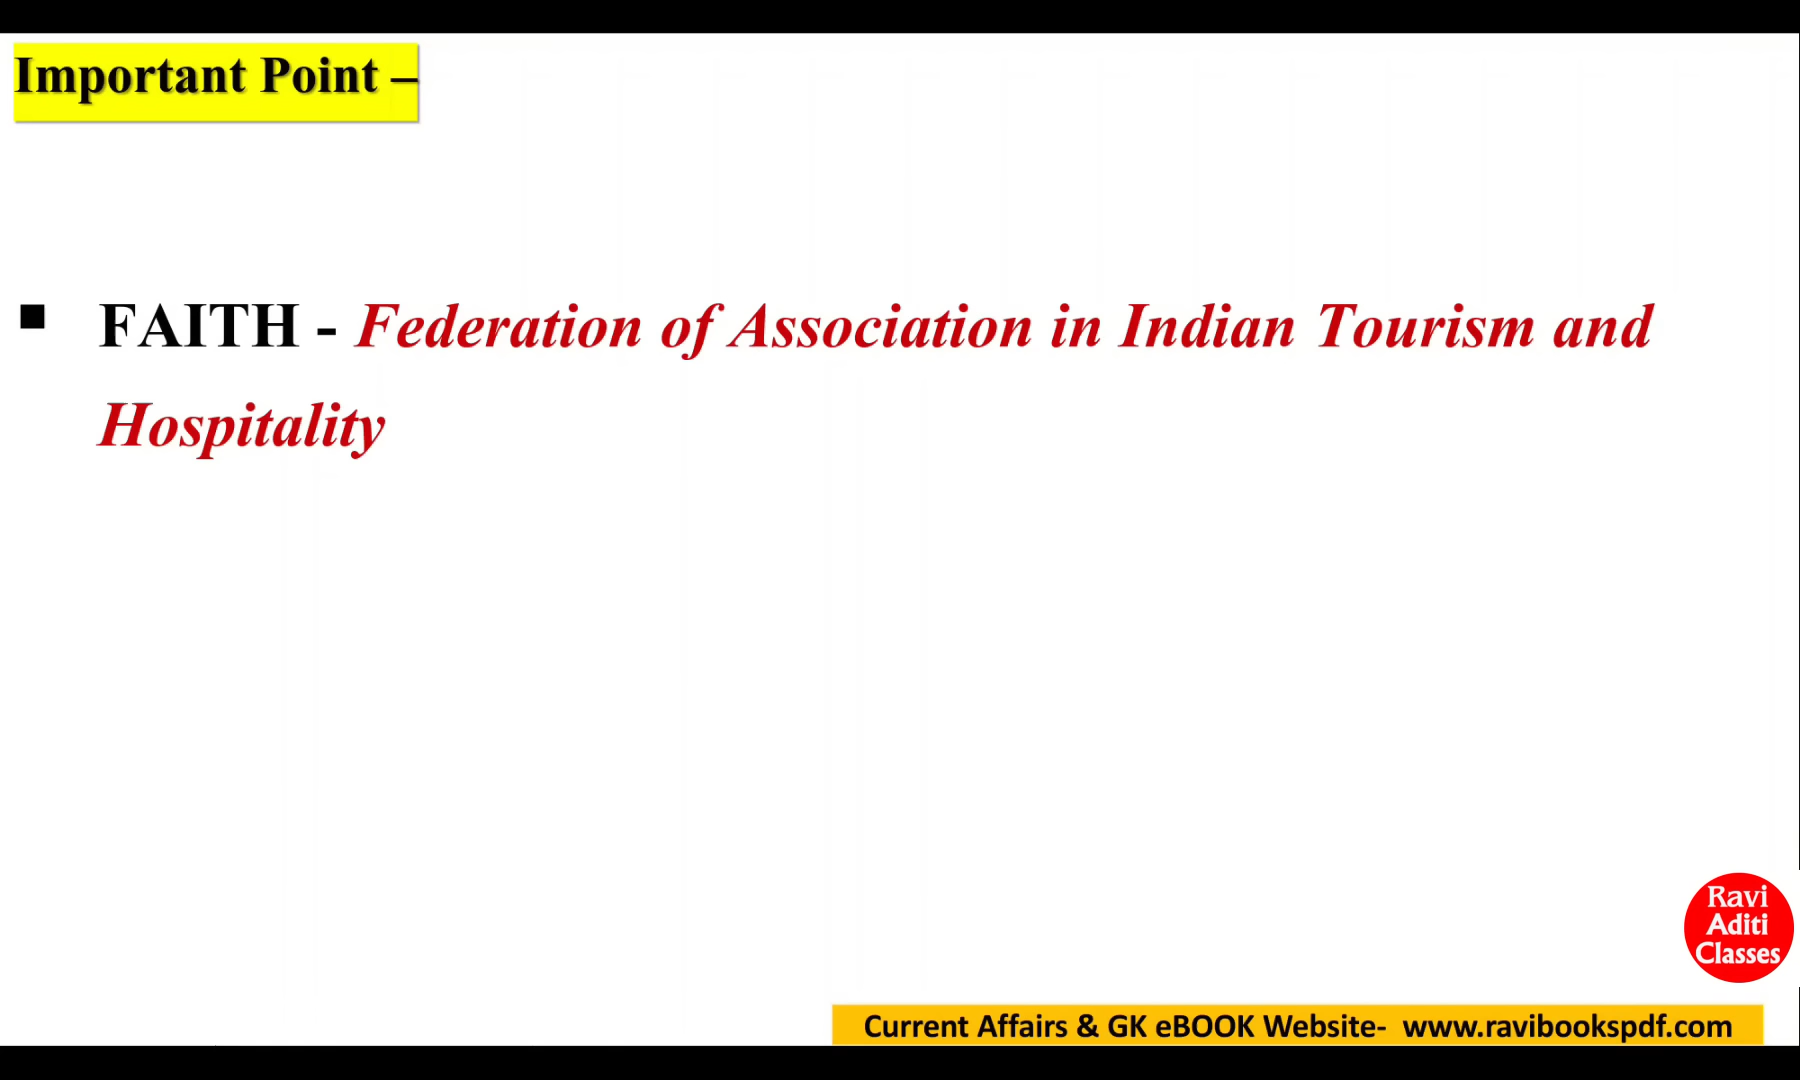 Important Point –
▪ FAITH - Federation of Association in Indian Tourism and
Hospitality
Ravi
Aditi
Classes
Current Affairs & GK eBOOK Website- www.ravibookspdf.com